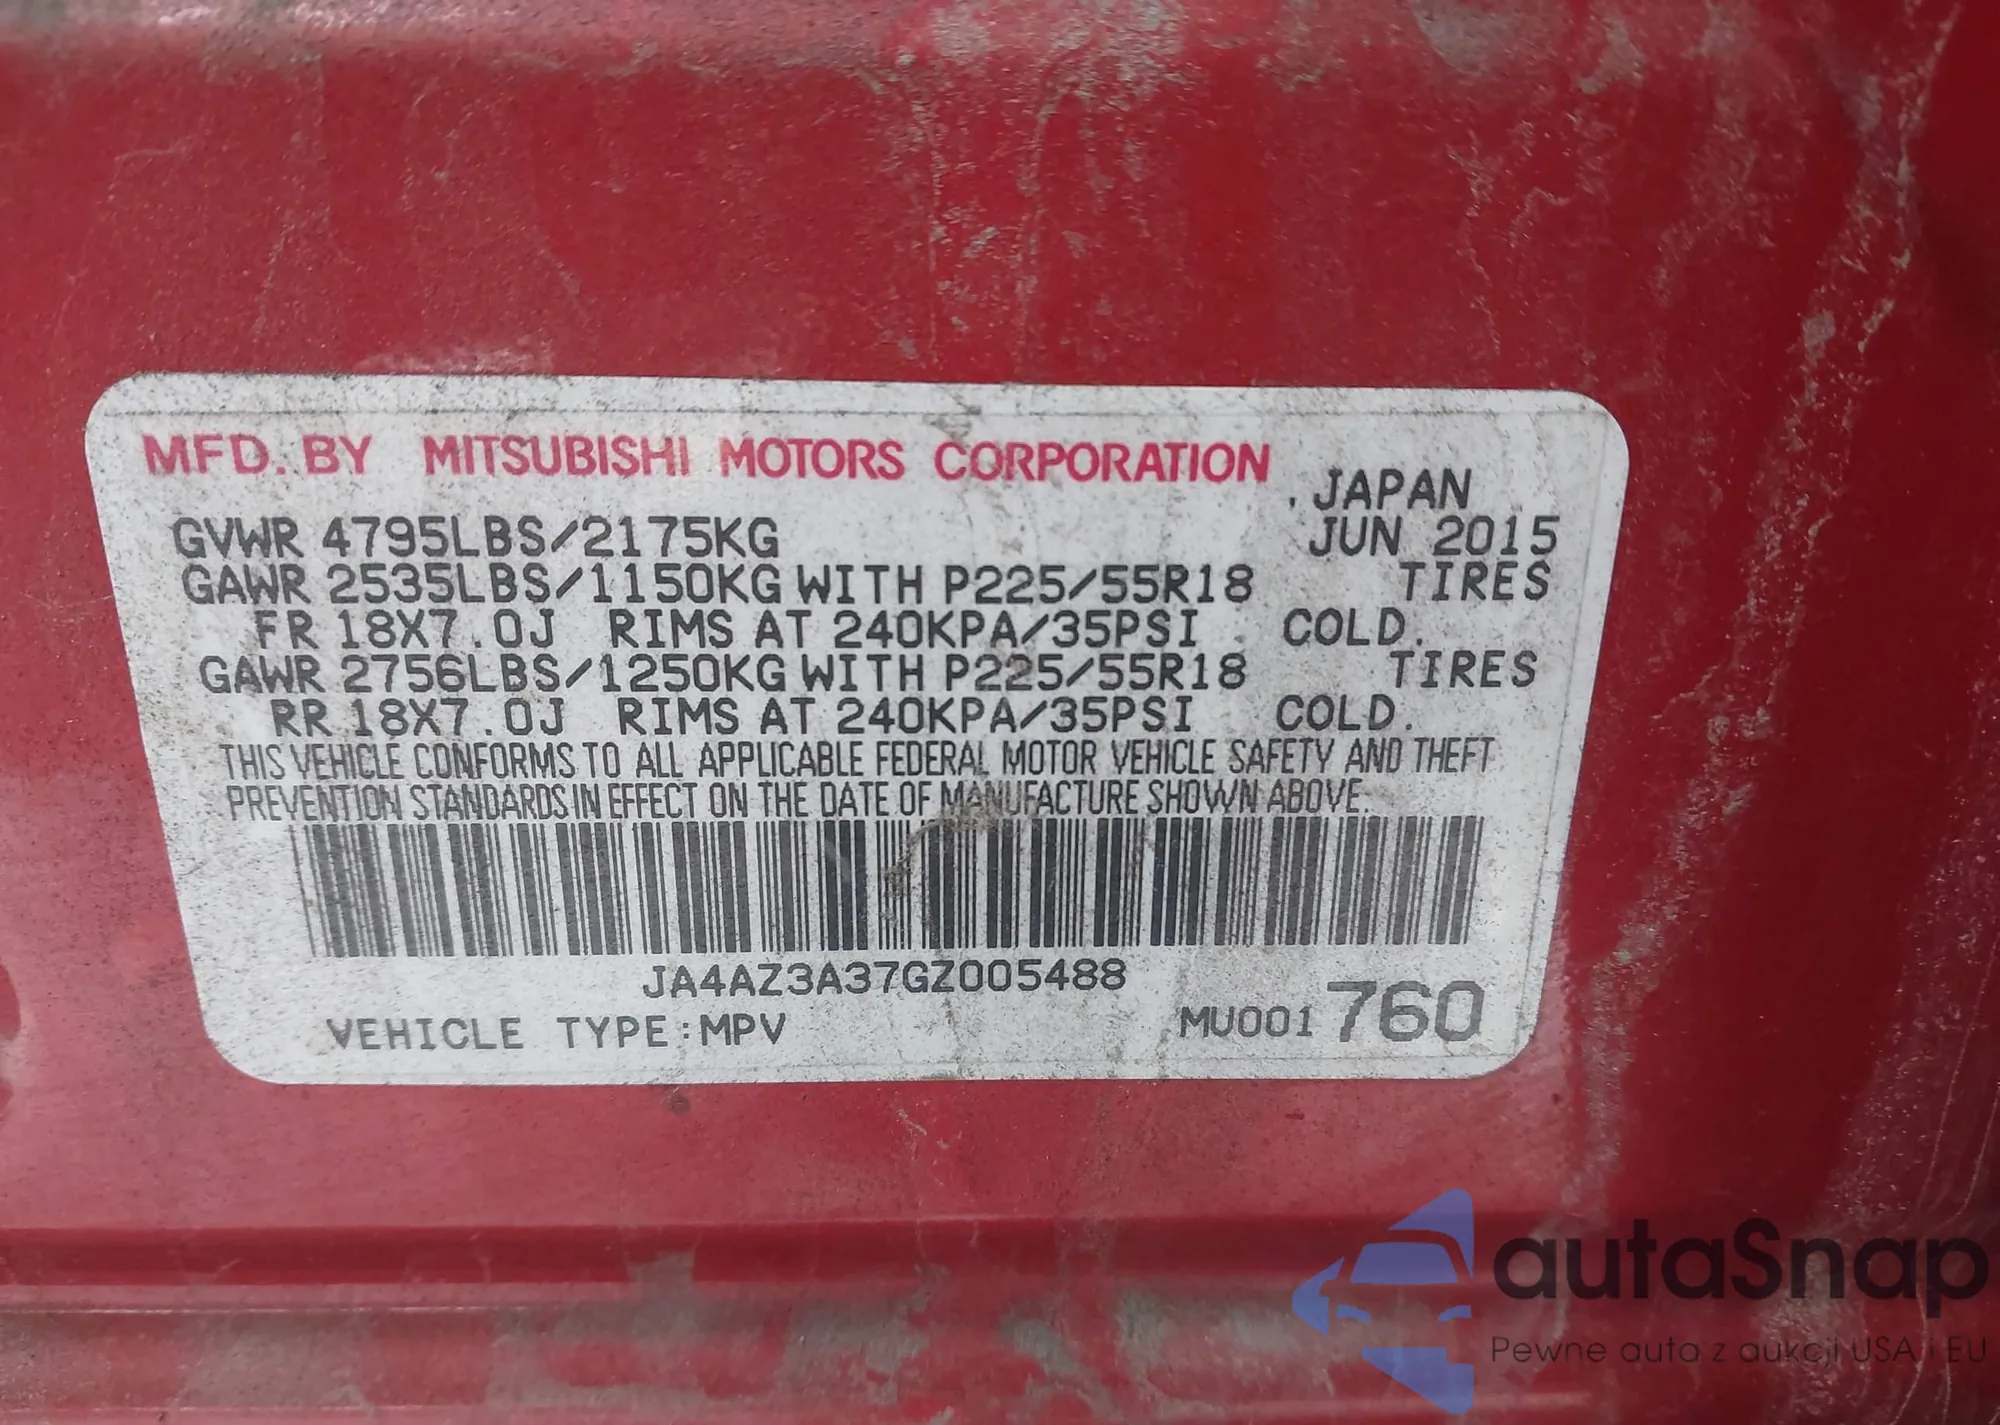 MFD. BY MITSUBISHI MOTORS CORPORATION
JAPAN
GVWR 4795LBS/2175KG JUN 2015
GAWR 2535LBS/1150KG WITH P225/55R18 TIRES
FR 18X7.0J RIMS AT 240KPA/35PSI COLD.
GAWR 2756LBS/1250KG WITH P225/55R18 TIRES
RR 18X7.0J RIMS AT 240KPA/35PSI COLD.
THIS VEHICLE CONFORMS TO ALL APPLICABLE FEDERAL MOTOR VEHICLE SAFETY AND THEFT
PREVENTION STANDARDS IN EFFECT ON THE DATE OF MANUFACTURE SHOWN ABOVE.
JA4AZ3A37GZ005488
VEHICLE TYPE:MPV MU001 760
autaSnap
Pewne auta z aukcji USA i EU